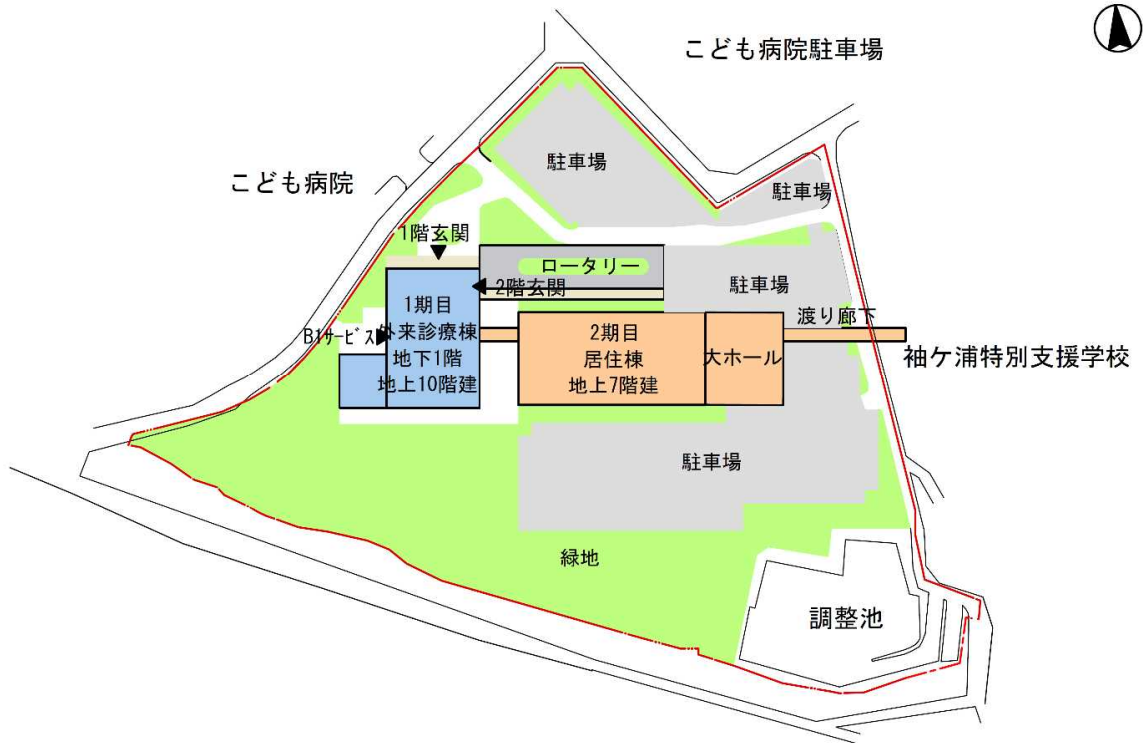 こども病院駐車場
駐車場
駐車場
こども病院
1階玄関
ロータリー
2階玄関
駐車場
1期目
外来診療棟
地下1階
地上10階建
B1サービス
2期目
居住棟
地上7階建
大ホール
渡り廊下
袖ケ浦特別支援学校
駐車場
緑地
調整池